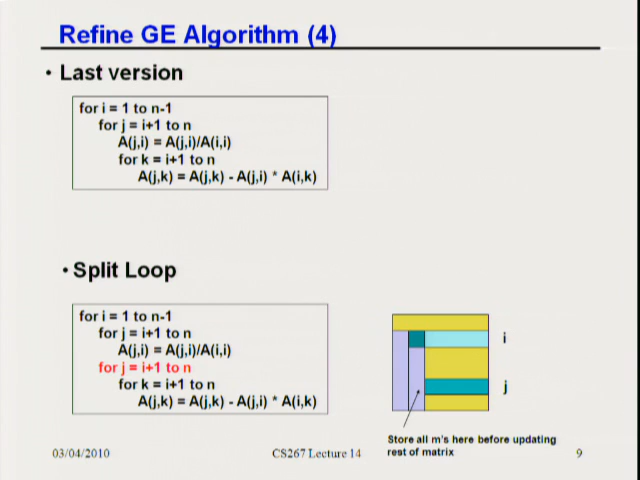 Refine GE Algorithm (4)
• Last version
for i = 1 to n-1
for j = i+1 to n
A(j,i) = A(j,i)/A(i,i)
for k = i+1 to n
A(j,k) = A(j,k) - A(j,i) * A(i,k)
• Split Loop
for i = 1 to n-1
for j = i+1 to n
A(j,i) = A(j,i)/A(i,i)
for j = i+1 to n
for k = i+1 to n
A(j,k) = A(j,k) - A(j,i) * A(i,k)
i
j
Store all m's here before updating
rest of matrix
03/04/2010
CS267 Lecture 14
9